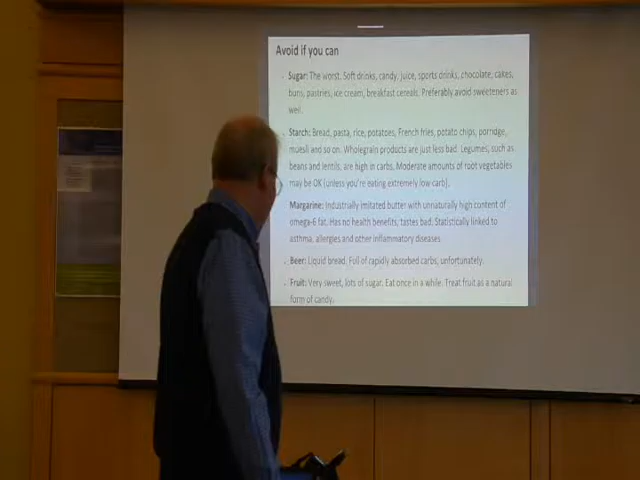 Avoid if you can
- Sugar: The worst. Soft drinks, candy, juice, sports drinks, chocolate, cakes,
buns, pastries, ice cream, breakfast cereals. Preferably avoid sweeteners as
well.
- Starch: Bread, pasta, rice, potatoes, French fries, potato chips, porridge,
muesli and so on. Wholegrain products are just less bad. Legumes, such as
beans and lentils, are high in carbs. Moderate amounts of root vegetables
may be OK (unless you're eating extremely low carb).
Margarine: Industrially imitated butter with unnaturally high content of
omega-6 fat. Has no health benefits, tastes bad. Statistically linked to
asthma, allergies and other inflammatory diseases.
- Beer: Liquid bread. Full of rapidly absorbed carbs, unfortunately.
- Fruit: Very sweet, lots of sugar. Eat once in a while. Treat fruit as a natural
form of candy.